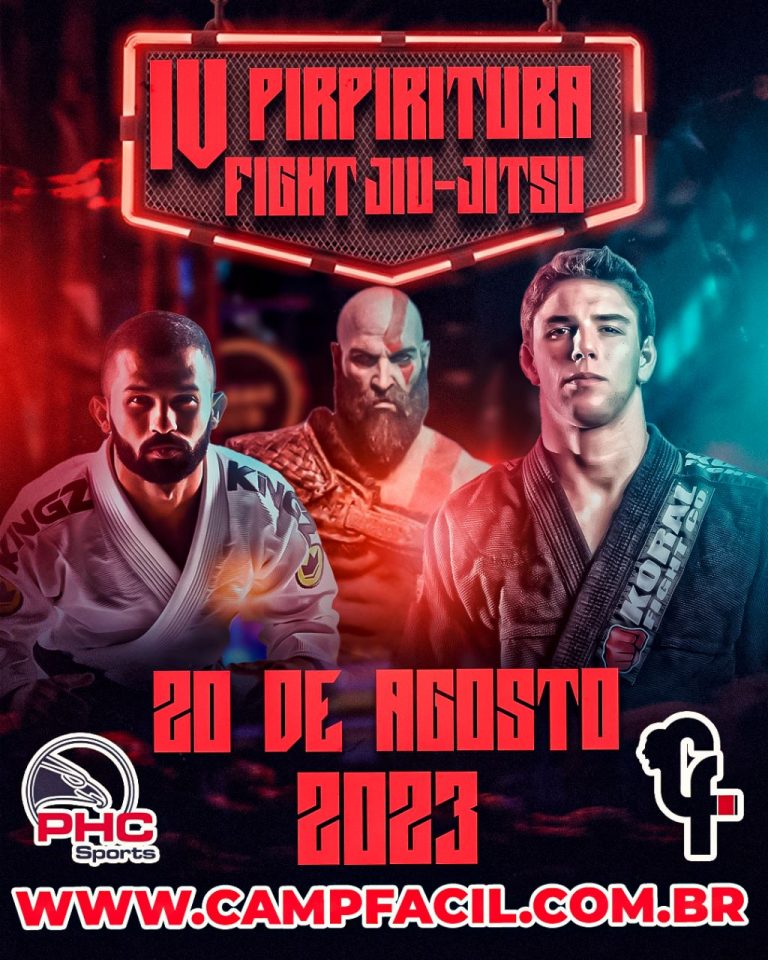 IV PIRPIRITUBA
FIGHT JIU-JITSU
KINGZ
KINGZ
KORAL
FIGHT CO
20 DE AGOSTO
2023
PHC
Sports
WWW.CAMPFACIL.COM.BR